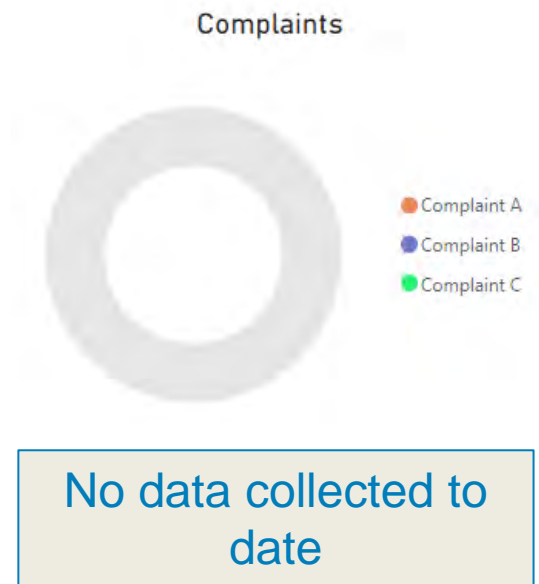 Complaints
Complaint A
Complaint B
Complaint C
No data collected to
date